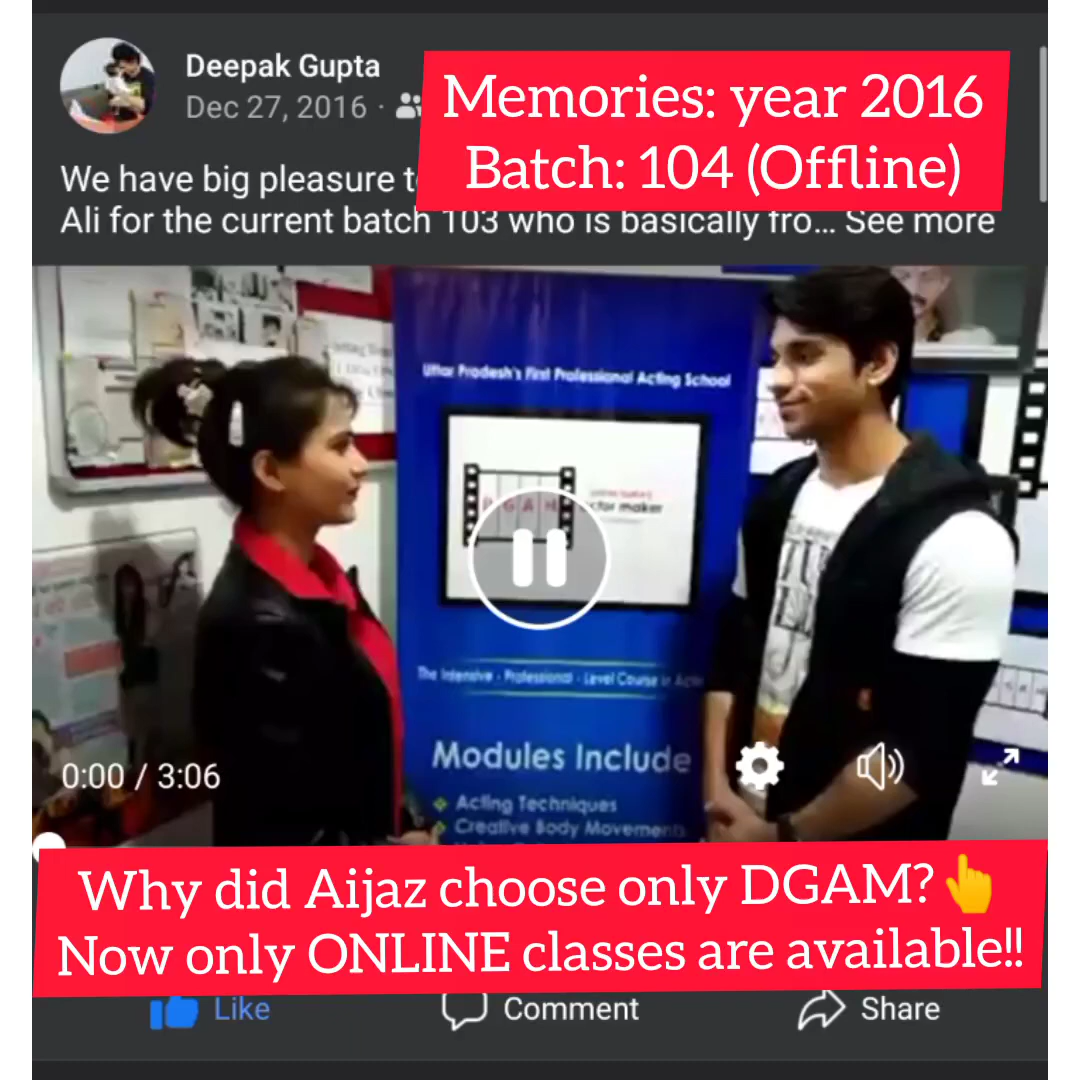 Deepak Gupta
Dec 27, 2016 ·
Memories: year 2016
Batch: 104 (Offline)
We have big pleasure
Ali for the current batch 103 who is basically fro... See more
Uttar Pradesh's First Professional Acting School
DGAM
actor maker
The Intensive - Professional - Level Course in
Modules Include
Acting Techniques
Creative Body Movements
0:00 / 3:06
Why did Aijaz choose only DGAM?👆
Now only ONLINE classes are available!!
Like
Comment
Share